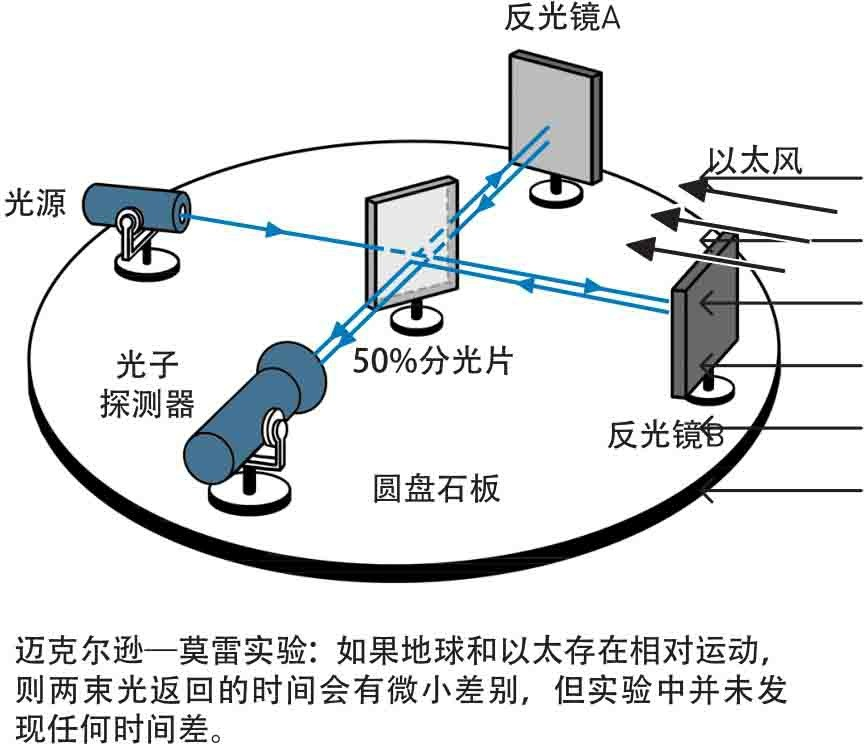 反光镜A
以太风
光源
50%分光片
光子
探测器
反光镜B
圆盘石板
迈克尔逊—莫雷实验：如果地球和以太存在相对运动，
则两束光返回的时间会有微小差别，但实验中并未发
现任何时间差。